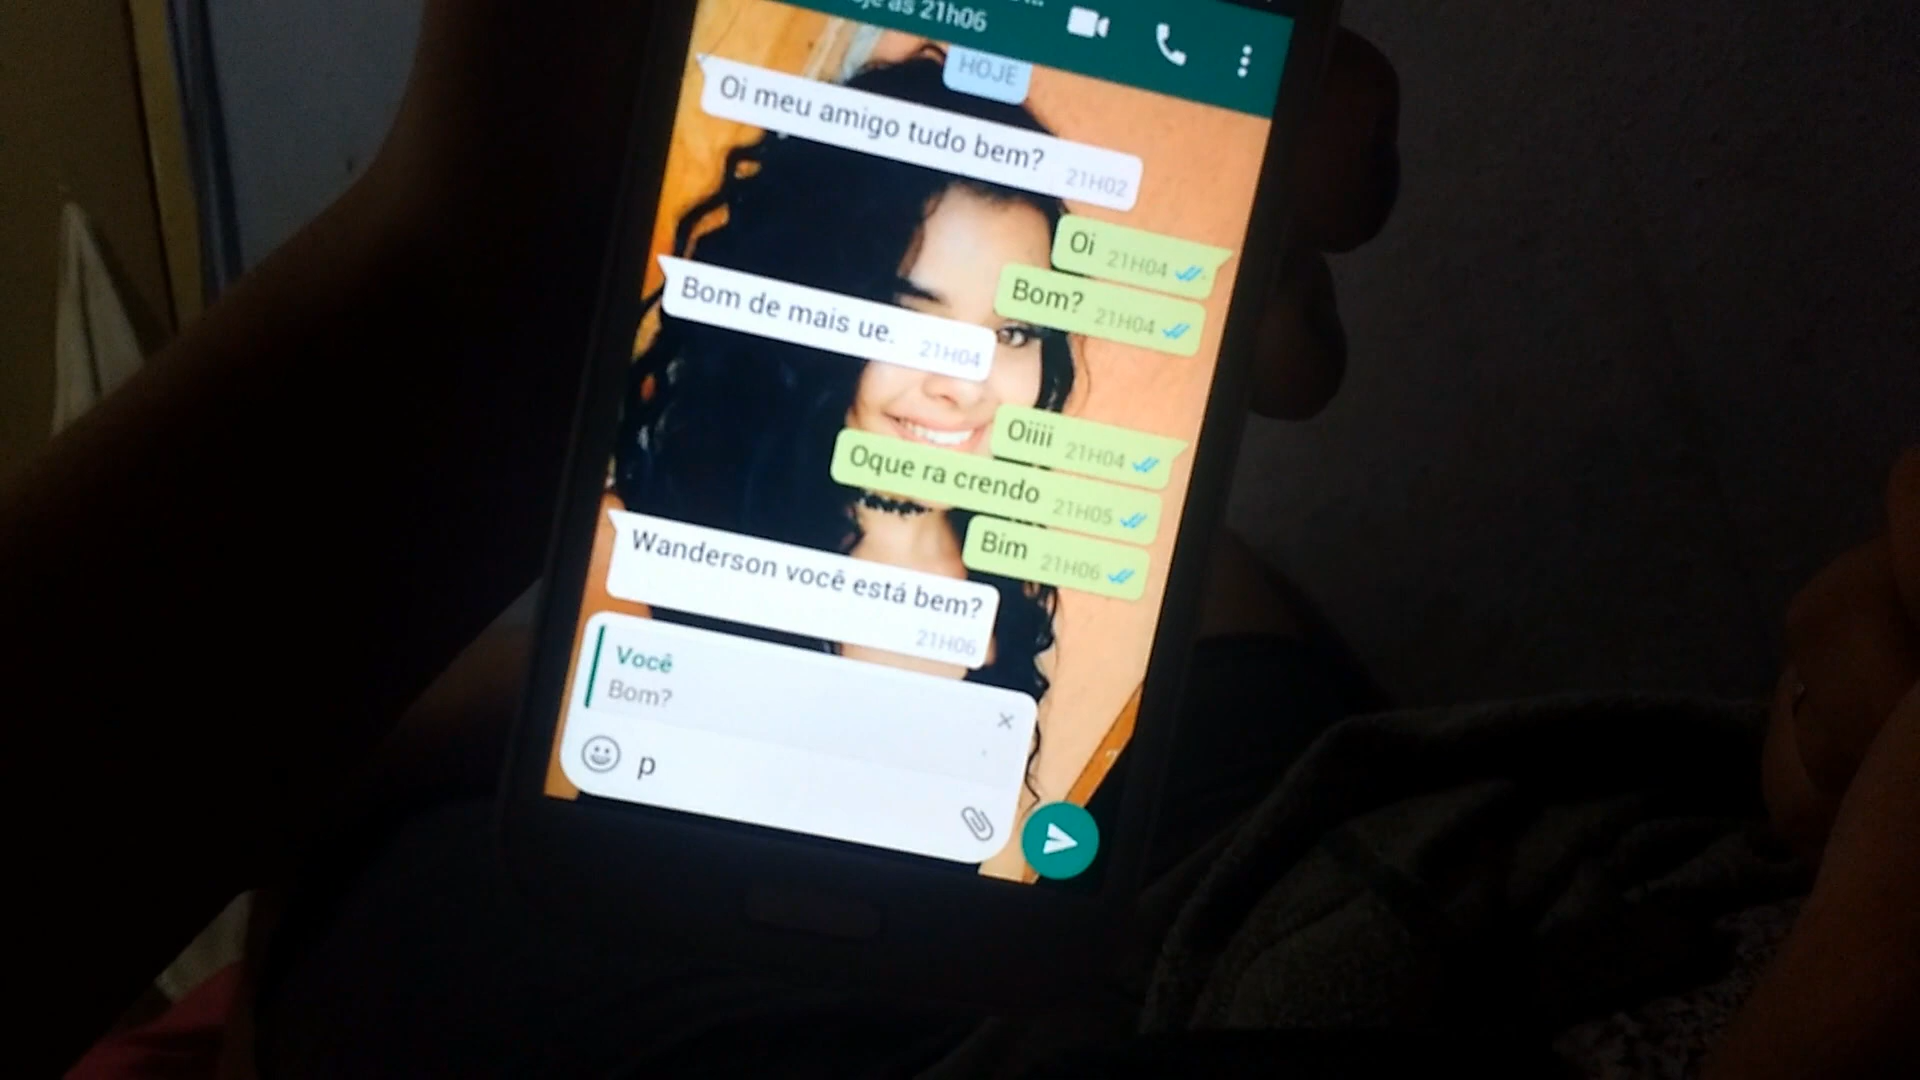 às 21h06
HOJE
Oi meu amigo tudo bem? 21H02
Oi 21H04
Bom? 21H04
Bom de mais ue. 21H04
Oiiii 21H04
Oque ra crendo 21H05
Bim 21H06
Wanderson você está bem?
21H06
Você
Bom?
p